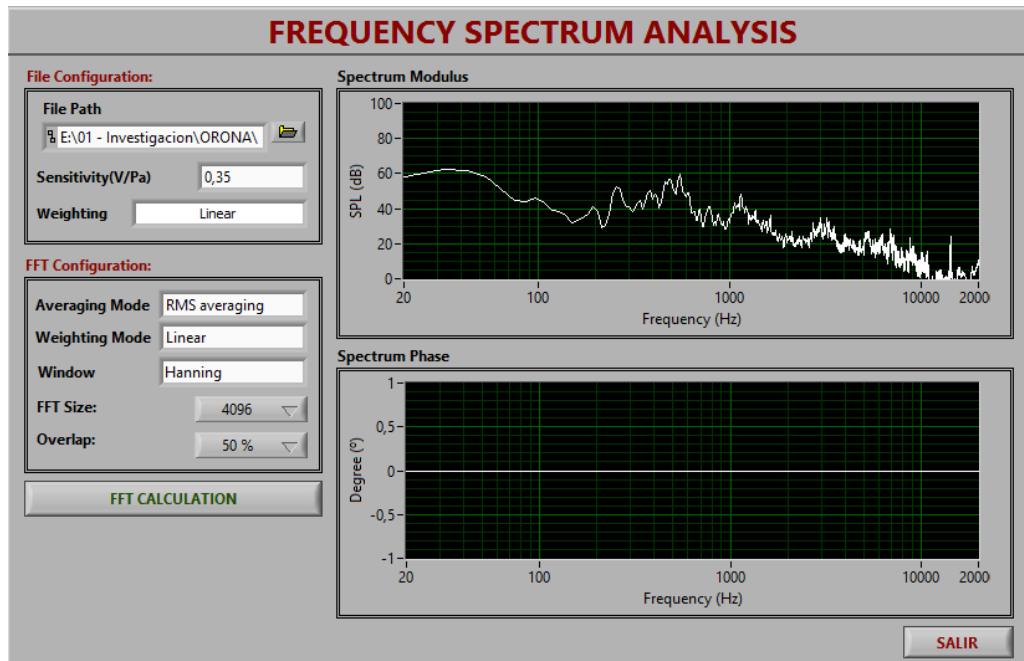 FREQUENCY SPECTRUM ANALYSIS
File Configuration:
File Path
E:\01 - Investigacion\ORONA\
Sensitivity(V/Pa) 0,35
Weighting Linear
FFT Configuration:
Averaging Mode RMS averaging
Weighting Mode Linear
Window Hanning
FFT Size: 4096
Overlap: 50 %
FFT CALCULATION
Spectrum Modulus
SPL (dB)
100
80
60
40
20
0
20 100 1000 10000 2000
Frequency (Hz)
Spectrum Phase
Degree (º)
1
0,5
0
-0,5
-1
20 100 1000 10000 2000
Frequency (Hz)
SALIR